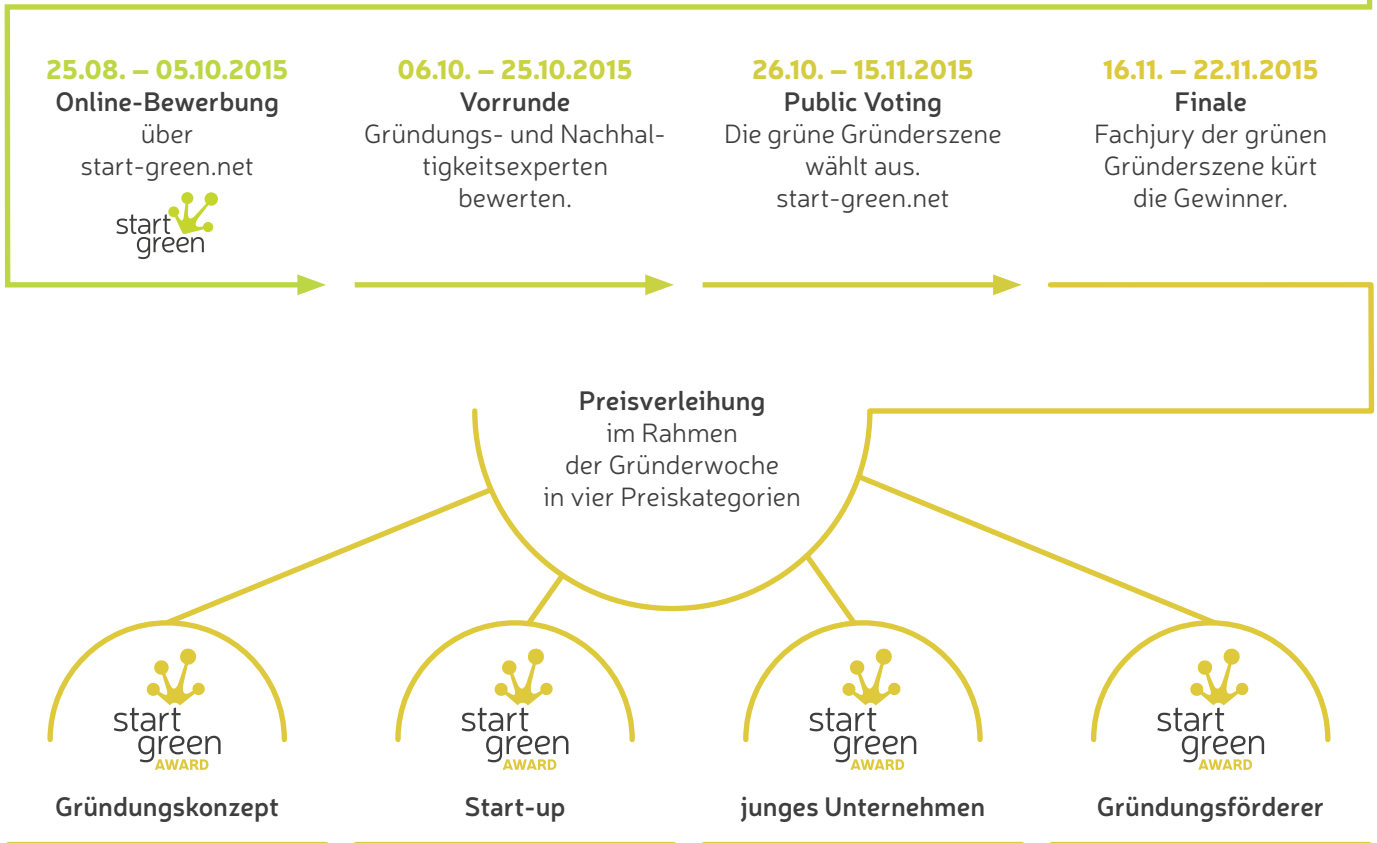 25.08. – 05.10.2015
Online-Bewerbung
über
start-green.net
start
green
06.10. – 25.10.2015
Vorrunde
Gründungs- und Nachhal-
tigkeitsexperten
bewerten.
26.10. – 15.11.2015
Public Voting
Die grüne Gründerszene
wählt aus.
start-green.net
16.11. – 22.11.2015
Finale
Fachjury der grünen
Gründerszene kürt
die Gewinner.
Preisverleihung
im Rahmen
der Gründerwoche
in vier Preiskategorien
start
green
AWARD
Gründungskonzept
start
green
AWARD
Start-up
start
green
AWARD
junges Unternehmen
start
green
AWARD
Gründungsförderer